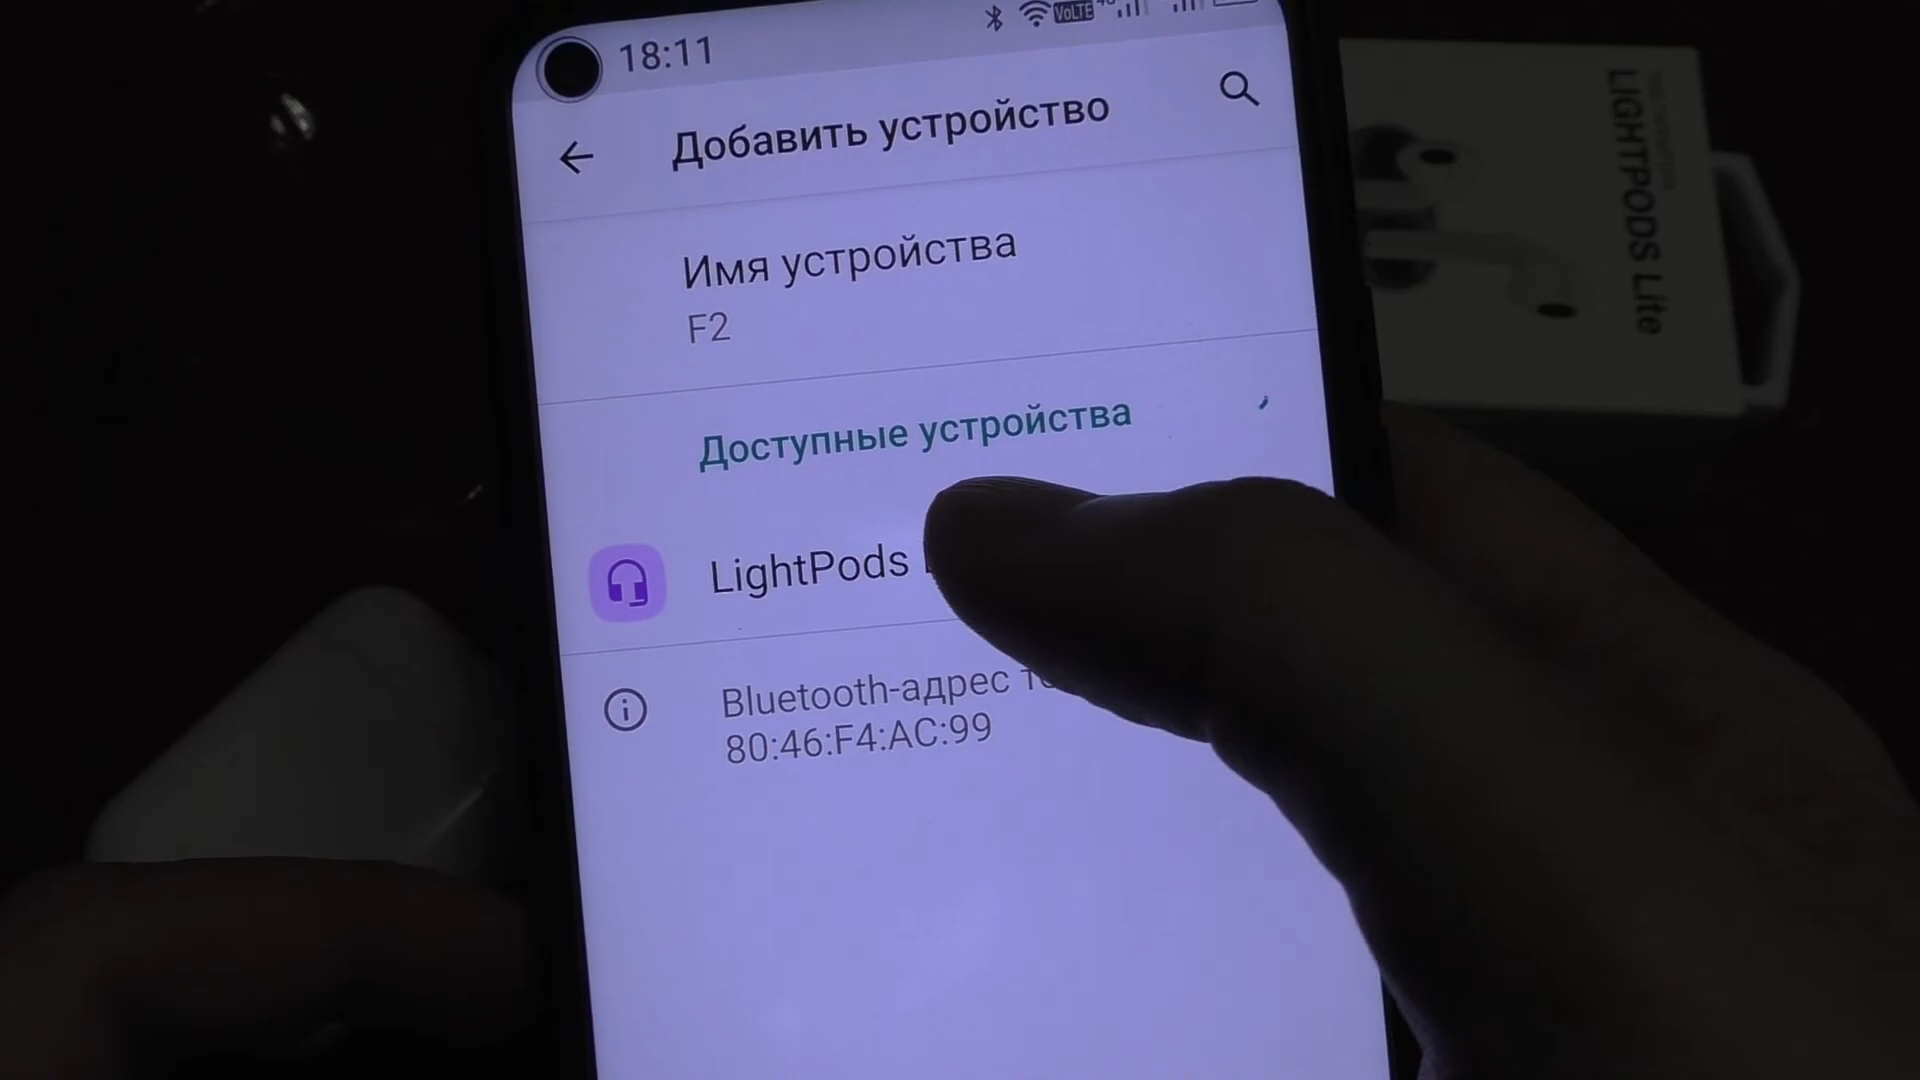 18:11
VoLTE
Добавить устройство
Имя устройства
F2
Доступные устройства
LightPods
Bluetooth-адрес
80:46:F4:AC:99
LIGHTPODS Lite